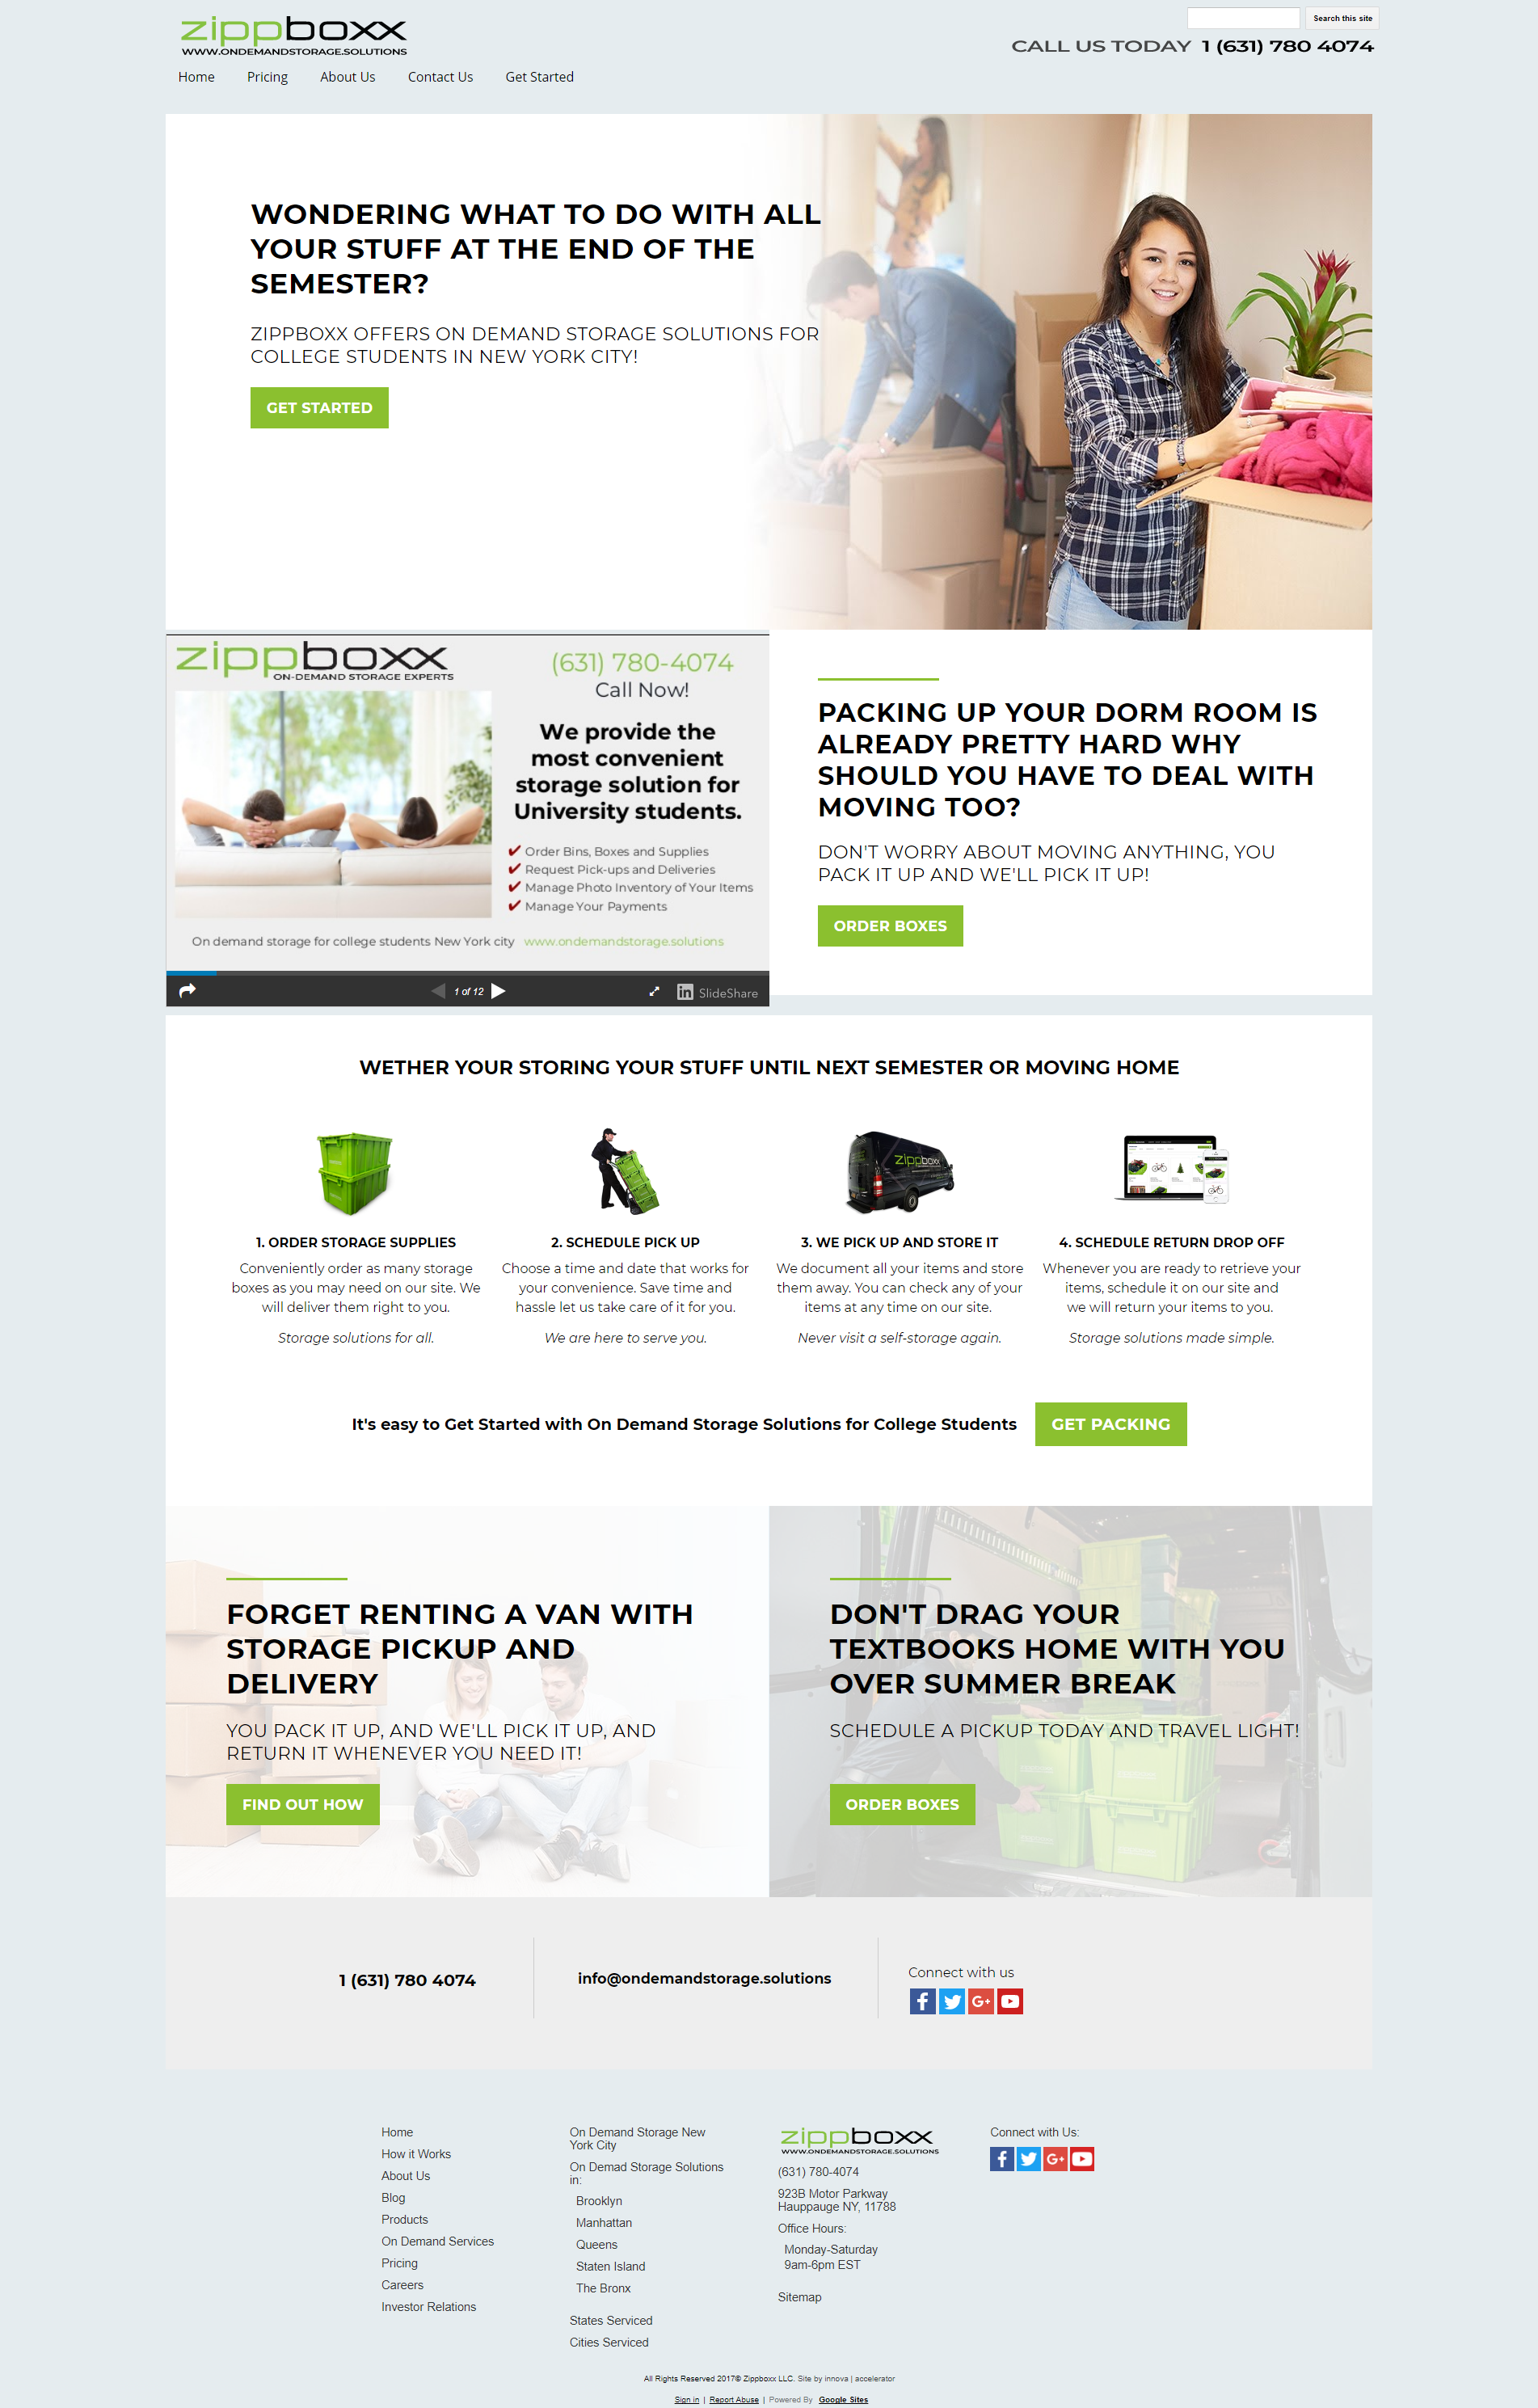 zippboxx
WWW.ONDEMANDSTORAGE.SOLUTIONS
Search this site
CALL US TODAY 1 (631) 780 4074
Home Pricing About Us Contact Us Get Started
WONDERING WHAT TO DO WITH ALL
YOUR STUFF AT THE END OF THE
SEMESTER?
ZIPPBOXX OFFERS ON DEMAND STORAGE SOLUTIONS FOR
COLLEGE STUDENTS IN NEW YORK CITY!
GET STARTED
zippboxx
ON-DEMAND STORAGE EXPERTS
(631) 780-4074
Call Now!
We provide the
most convenient
storage solution for
University students.
✔ Order Bins, Boxes and Supplies
✔ Request Pick-ups and Deliveries
✔ Manage Photo Inventory of Your Items
✔ Manage Your Payments
On demand storage for college students New York city www.ondemandstorage.solutions
1 of 12
in SlideShare
PACKING UP YOUR DORM ROOM IS
ALREADY PRETTY HARD WHY
SHOULD YOU HAVE TO DEAL WITH
MOVING TOO?
DON'T WORRY ABOUT MOVING ANYTHING, YOU
PACK IT UP AND WE'LL PICK IT UP!
ORDER BOXES
WETHER YOUR STORING YOUR STUFF UNTIL NEXT SEMESTER OR MOVING HOME
zippboxx
1. ORDER STORAGE SUPPLIES
Conveniently order as many storage
boxes as you may need on our site. We
will deliver them right to you.
Storage solutions for all.
2. SCHEDULE PICK UP
Choose a time and date that works for
your convenience. Save time and
hassle let us take care of it for you.
We are here to serve you.
3. WE PICK UP AND STORE IT
We document all your items and store
them away. You can check any of your
items at any time on our site.
Never visit a self-storage again.
4. SCHEDULE RETURN DROP OFF
Whenever you are ready to retrieve your
items, schedule it on our site and
we will return your items to you.
Storage solutions made simple.
It's easy to Get Started with On Demand Storage Solutions for College Students
GET PACKING
FORGET RENTING A VAN WITH
STORAGE PICKUP AND
DELIVERY
YOU PACK IT UP, AND WE'LL PICK IT UP, AND
RETURN IT WHENEVER YOU NEED IT!
FIND OUT HOW
DON'T DRAG YOUR
TEXTBOOKS HOME WITH YOU
OVER SUMMER BREAK
SCHEDULE A PICKUP TODAY AND TRAVEL LIGHT!
ORDER BOXES
1 (631) 780 4074
info@ondemandstorage.solutions
Connect with us
Home
How it Works
About Us
Blog
Products
On Demand Services
Pricing
Careers
Investor Relations
On Demand Storage New
York City
On Demad Storage Solutions
in:
Brooklyn
Manhattan
Queens
Staten Island
The Bronx
States Serviced
Cities Serviced
zippboxx
WWW.ONDEMANDSTORAGE.SOLUTIONS
(631) 780-4074
923B Motor Parkway
Hauppauge NY, 11788
Office Hours:
Monday-Saturday
9am-6pm EST
Sitemap
Connect with Us:
All Rights Reserved 2017© Zippboxx LLC. Site by innova | accelerator
Sign in | Report Abuse | Powered By Google Sites